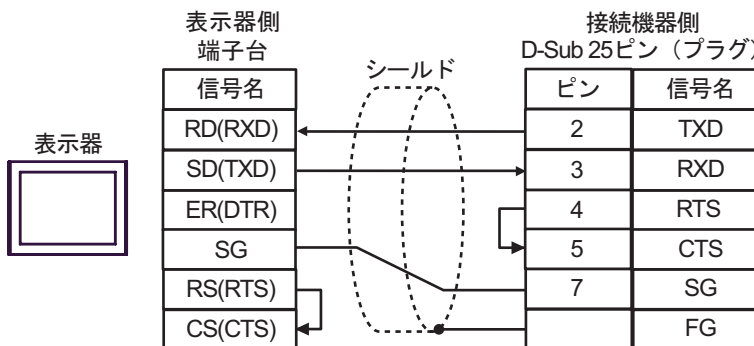 表示器側
端子台
接続機器側
D-Sub 25ピン（プラグ）
シールド
表示器
信号名
ピン 信号名
RD(RXD) 2 TXD
SD(TXD) 3 RXD
ER(DTR) 4 RTS
SG 5 CTS
RS(RTS) 7 SG
CS(CTS) FG